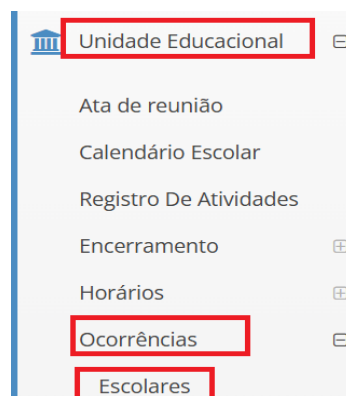 Unidade Educacional
Ata de reunião
Calendário Escolar
Registro De Atividades
Encerramento
Horários
Ocorrências
Escolares